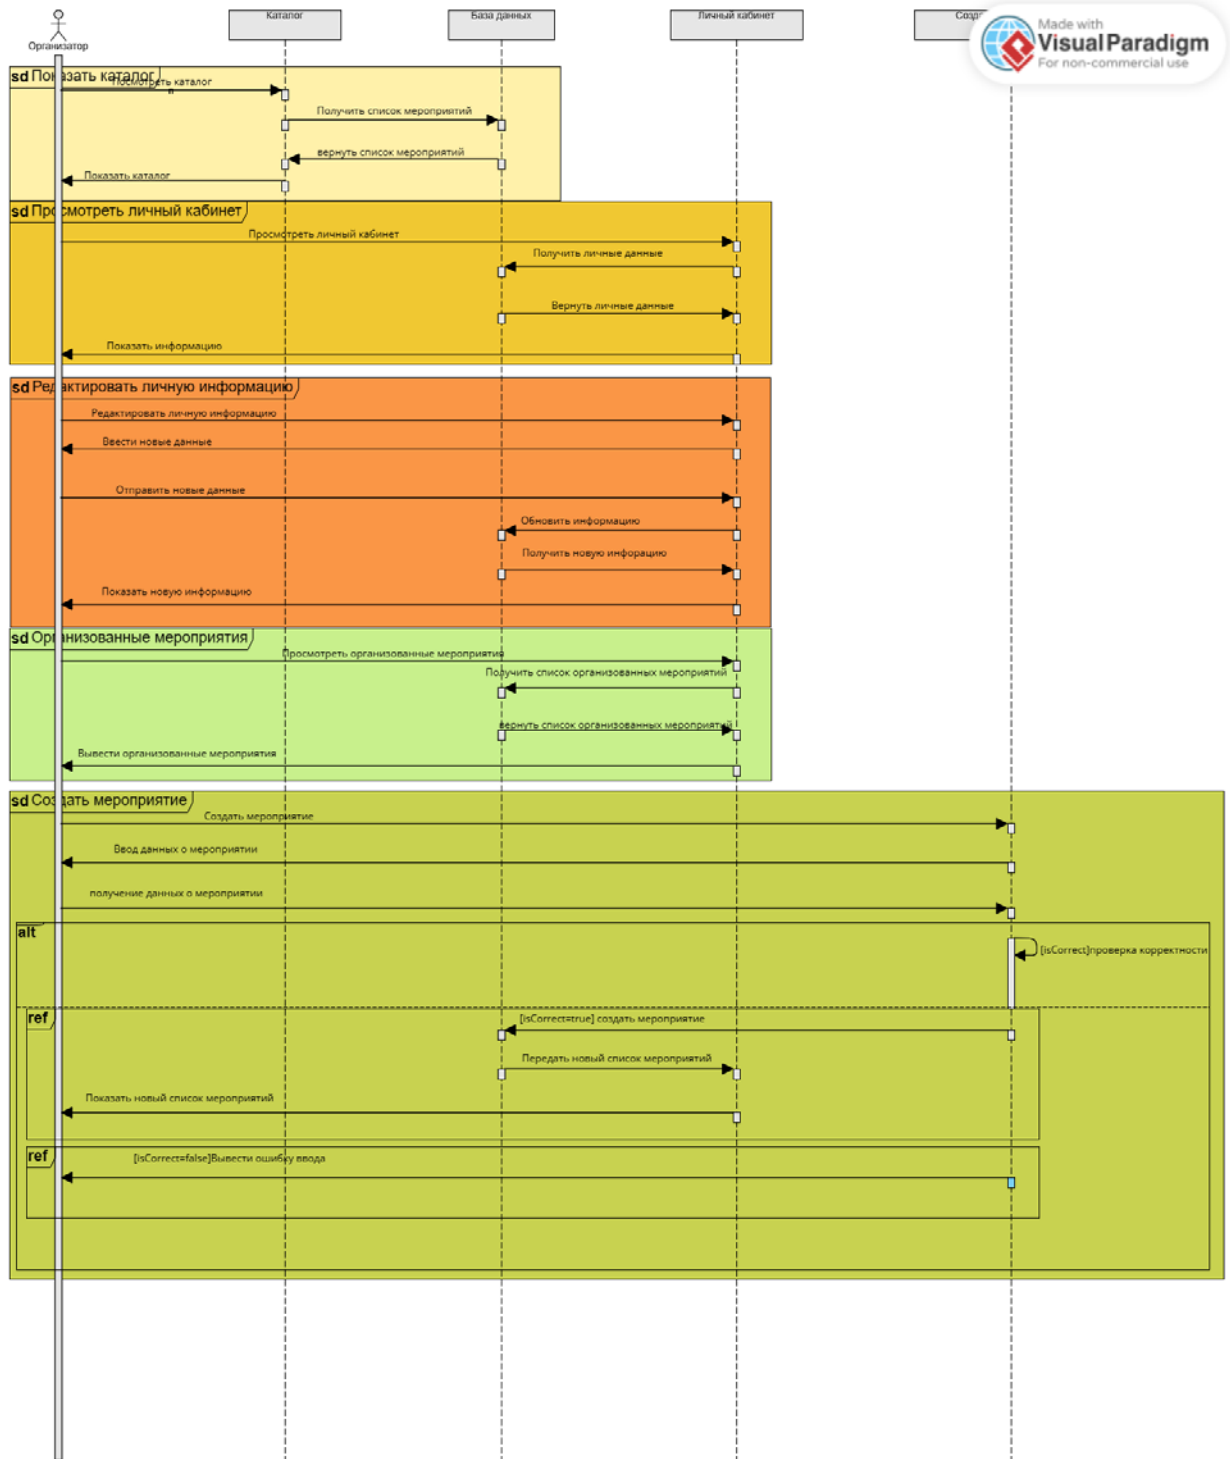 Организатор
Каталог
База данных
Личный кабинет
Made with
VisualParadigm
For non-commercial use
sd Показать каталог
Посмотреть каталог
Получить список мероприятий
вернуть список мероприятий
Показать каталог
sd Просмотреть личный кабинет
Просмотреть личный кабинет
Получить личные данные
Вернуть личные данные
Показать информацию
sd Редактировать личную информацию
Редактировать личную информацию
Ввести новые данные
Отправить новые данные
Обновить информацию
Получить новую инфорацию
Показать новую информацию
sd Организованные мероприятия
Просмотреть организованные мероприятия
Получить список организованных мероприятий
вернуть список организованных мероприятий
Вывести организованные мероприятия
sd Создать мероприятие
Создать мероприятие
Ввод данных о мероприятии
получение данных о мероприятии
alt
[isCorrect]проверка корректности
ref
[isCorrect=true] создать мероприятие
Передать новый список мероприятий
Показать новый список мероприятий
ref
[isCorrect=false]Вывести ошибку ввода